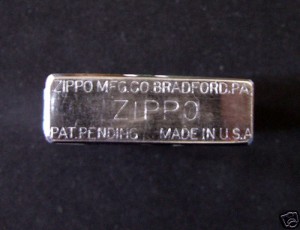 ZIPPO MFG.CO BRADFORD.PA
ZIPPO
PAT.PENDING MADE IN U.S.A